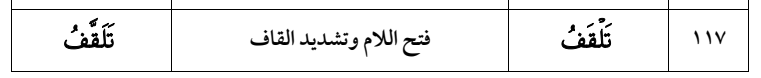 ١١٧ تَلْقَفُ فتح اللام وتشديد القاف تَلَقَّفُ